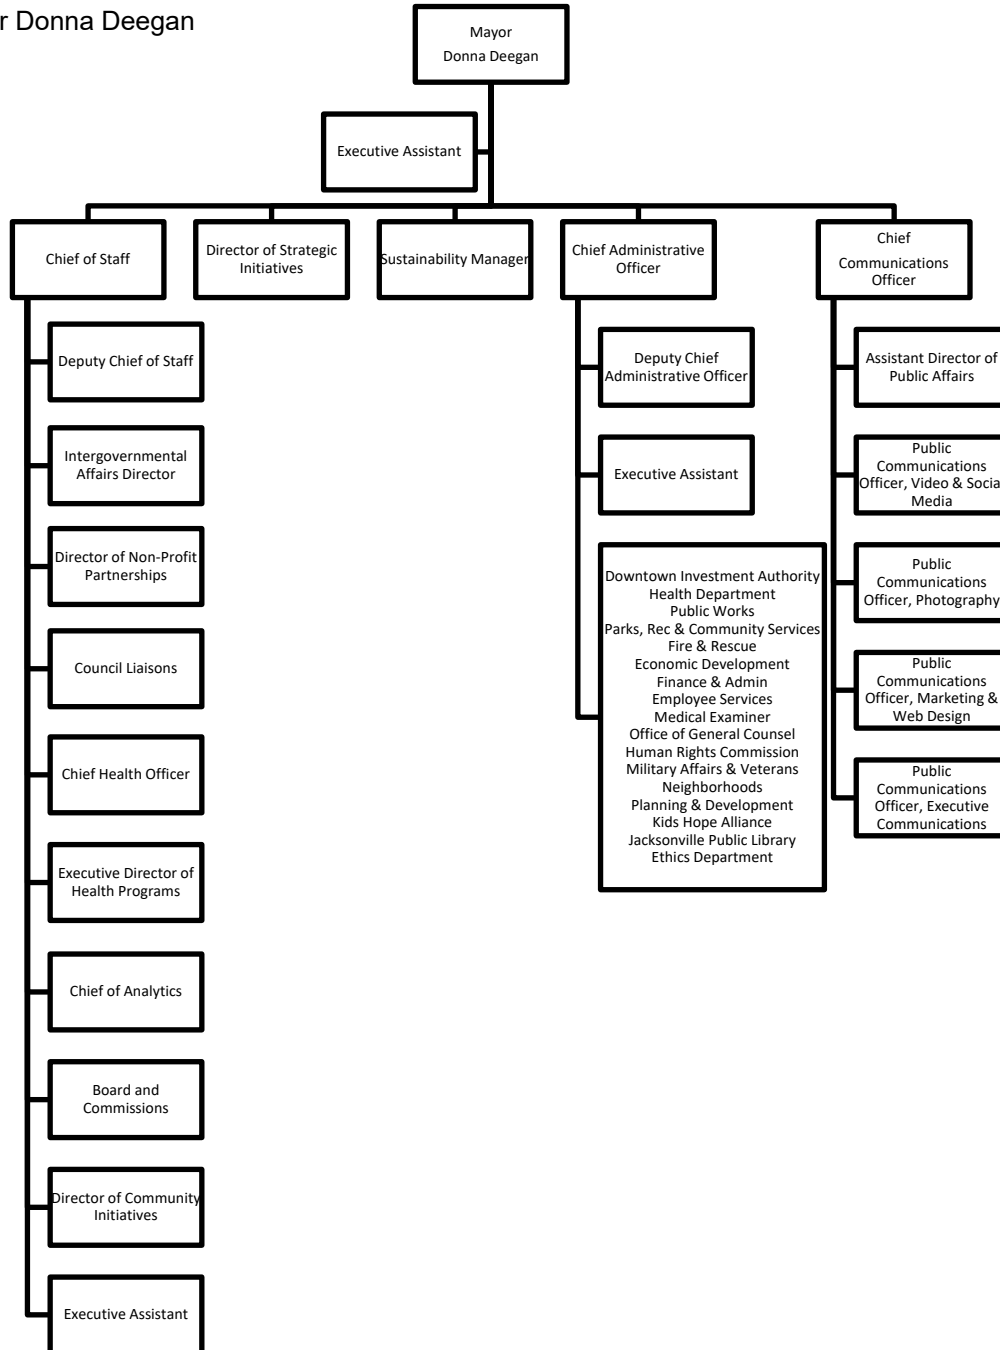 r Donna Deegan
Mayor
Donna Deegan
Executive Assistant
Chief of Staff
Director of Strategic
Initiatives
Sustainability Manager
Chief Administrative
Officer
Chief
Communications
Officer
Deputy Chief of Staff
Intergovernmental
Affairs Director
Director of Non-Profit
Partnerships
Council Liaisons
Chief Health Officer
Executive Director of
Health Programs
Chief of Analytics
Board and
Commissions
Director of Community
Initiatives
Executive Assistant
Deputy Chief
Administrative Officer
Executive Assistant
Downtown Investment Authority
Health Department
Public Works
Parks, Rec & Community Services
Fire & Rescue
Economic Development
Finance & Admin
Employee Services
Medical Examiner
Office of General Counsel
Human Rights Commission
Military Affairs & Veterans
Neighborhoods
Planning & Development
Kids Hope Alliance
Jacksonville Public Library
Ethics Department
Assistant Director of
Public Affairs
Public
Communications
Officer, Video & Socia
Media
Public
Communications
Officer, Photography
Public
Communications
Officer, Marketing &
Web Design
Public
Communications
Officer, Executive
Communications